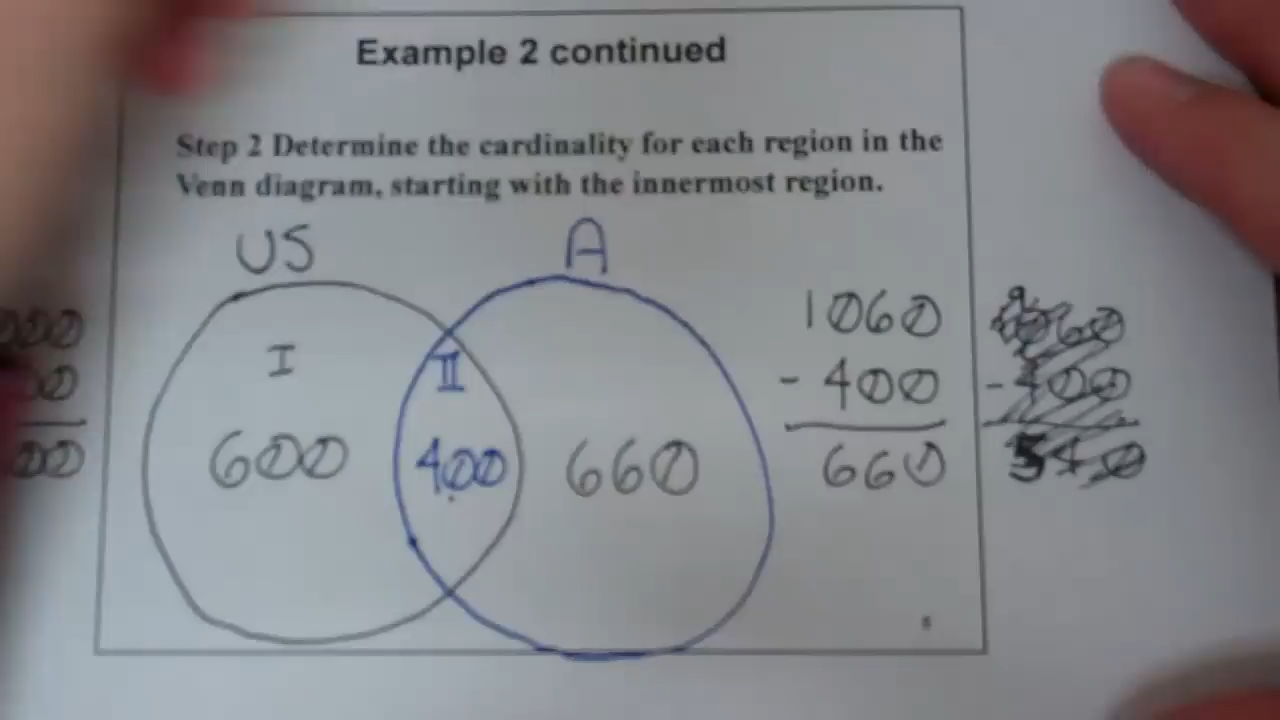 Example 2 continued
Step 2 Determine the cardinality for each region in the
Venn diagram, starting with the innermost region.
US
A
I
II
600
400
660
1060
- 400
660
- 400
540